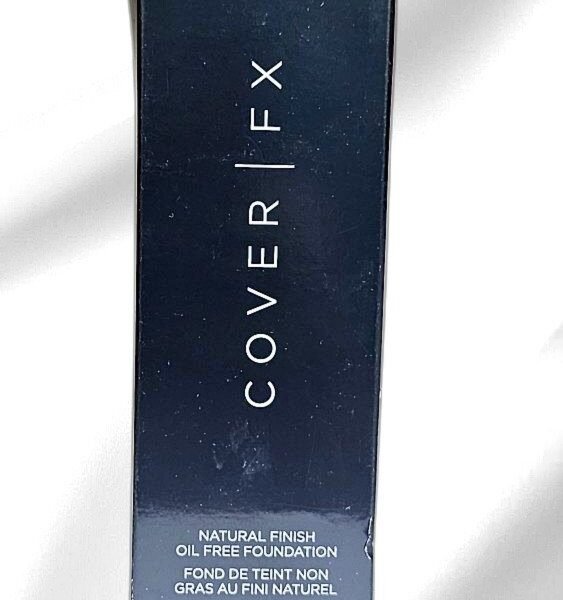 COVER | FX
NATURAL FINISH
OIL FREE FOUNDATION
FOND DE TEINT NON
GRAS AU FINI NATUREL